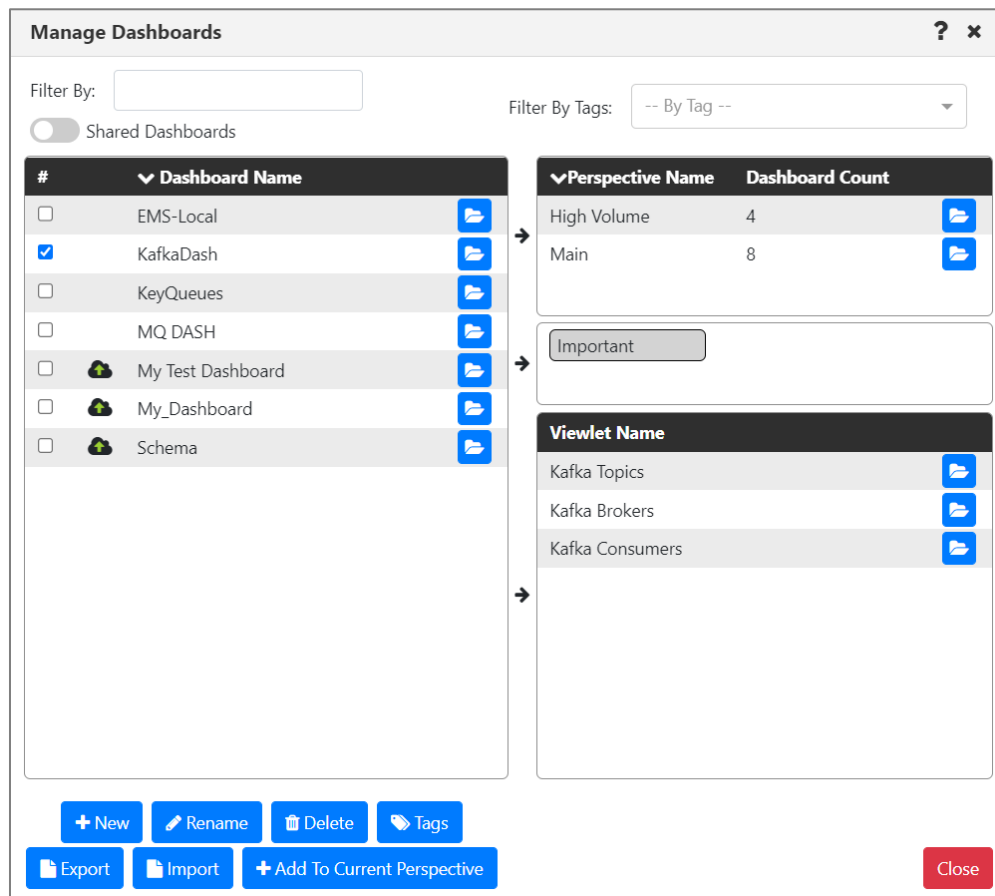 Manage Dashboards ? ×
Filter By:
Filter By Tags: -- By Tag --
Shared Dashboards
# Dashboard Name
EMS-Local
KafkaDash
KeyQueues
MQ DASH
My Test Dashboard
My_Dashboard
Schema
Perspective Name Dashboard Count
High Volume 4
Main 8
Important
Viewlet Name
Kafka Topics
Kafka Brokers
Kafka Consumers
+ New Rename Delete Tags
Export Import + Add To Current Perspective Close